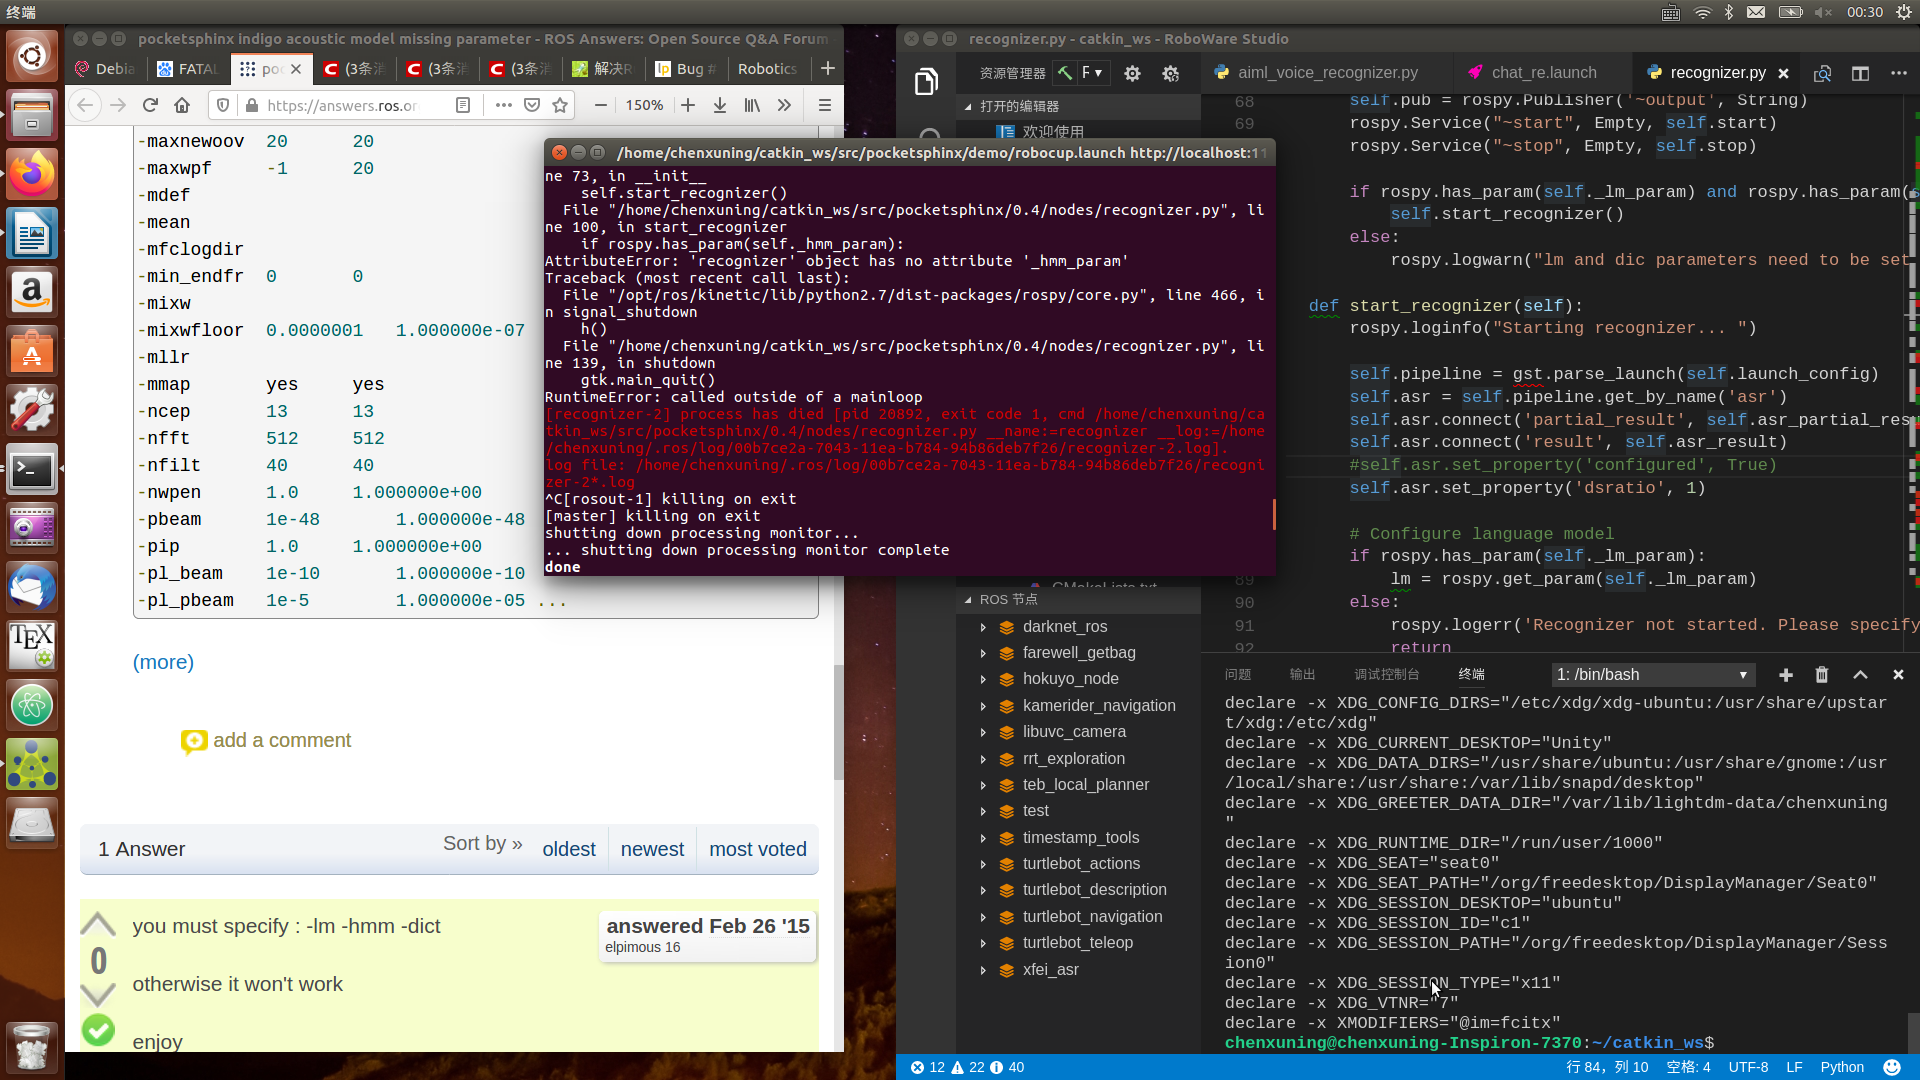 终端
00:30
pocketsphinx indigo acoustic model missing parameter - ROS Answers: Open Source Q&A Forum
Debia
FATAL
po
(3条消
(3条消
(3条消
解决R
Bug #
Robotics
https://answers.ros.or
150%
-maxnewoov 20 20
-maxwpf -1 20
-mdef
-mean
-mfclogdir
-min_endfr 0 0
-mixw
-mixwfloor 0.0000001 1.000000e-07
-mllr
-mmap yes yes
-ncep 13 13
-nfft 512 512
-nfilt 40 40
-nwpen 1.0 1.000000e+00
-pbeam 1e-48 1.000000e-48
-pip 1.0 1.000000e+00
-pl_beam 1e-10 1.000000e-10
-pl_pbeam 1e-5 1.000000e-05 ...
(more)
add a comment
1 Answer
Sort by » oldest newest most voted
0
you must specify : -lm -hmm -dict
otherwise it won't work
enjoy
answered Feb 26 '15
elpimous 16
/home/chenxuning/catkin_ws/src/pocketsphinx/demo/robocup.launch http://localhost:11
ne 73, in __init__
self.start_recognizer()
File "/home/chenxuning/catkin_ws/src/pocketsphinx/0.4/nodes/recognizer.py", li
ne 100, in start_recognizer
if rospy.has_param(self._hmm_param):
AttributeError: 'recognizer' object has no attribute '_hmm_param'
Traceback (most recent call last):
File "/opt/ros/kinetic/lib/python2.7/dist-packages/rospy/core.py", line 466, i
n signal_shutdown
h()
File "/home/chenxuning/catkin_ws/src/pocketsphinx/0.4/nodes/recognizer.py", li
ne 139, in shutdown
gtk.main_quit()
RuntimeError: called outside of a mainloop
[recognizer-2] process has died [pid 20892, exit code 1, cmd /home/chenxuning/ca
tkin_ws/src/pocketsphinx/0.4/nodes/recognizer.py __name:=recognizer __log:=/home
/chenxuning/.ros/log/00b7ce2a-7043-11ea-b784-94b86deb7f26/recognizer-2.log].
log file: /home/chenxuning/.ros/log/00b7ce2a-7043-11ea-b784-94b86deb7f26/recogni
zer-2*.log
^C[rosout-1] killing on exit
[master] killing on exit
shutting down processing monitor...
... shutting down processing monitor complete
done
recognizer.py - catkin_ws - RoboWare Studio
资源管理器
F
aiml_voice_recognizer.py
chat_re.launch
recognizer.py
打开的编辑器
欢迎使用
ROS 节点
darknet_ros
farewell_getbag
hokuyo_node
kamerider_navigation
libuvc_camera
rrt_exploration
teb_local_planner
test
timestamp_tools
turtlebot_actions
turtlebot_description
turtlebot_navigation
turtlebot_teleop
xfei_asr
68 self.pub = rospy.Publisher('~output', String)
69 rospy.Service("~start", Empty, self.start)
rospy.Service("~stop", Empty, self.stop)
if rospy.has_param(self._lm_param) and rospy.has_param(s
self.start_recognizer()
else:
rospy.logwarn("lm and dic parameters need to be set
def start_recognizer(self):
rospy.loginfo("Starting recognizer... ")
self.pipeline = gst.parse_launch(self.launch_config)
self.asr = self.pipeline.get_by_name('asr')
self.asr.connect('partial_result', self.asr_partial_res
self.asr.connect('result', self.asr_result)
#self.asr.set_property('configured', True)
self.asr.set_property('dsratio', 1)
# Configure language model
if rospy.has_param(self._lm_param):
89 lm = rospy.get_param(self._lm_param)
90 else:
91 rospy.logerr('Recognizer not started. Please specify
92 return
问题 输出 调试控制台 终端
1: /bin/bash
declare -x XDG_CONFIG_DIRS="/etc/xdg/xdg-ubuntu:/usr/share/upstar
t/xdg:/etc/xdg"
declare -x XDG_CURRENT_DESKTOP="Unity"
declare -x XDG_DATA_DIRS="/usr/share/ubuntu:/usr/share/gnome:/usr
/local/share:/usr/share:/var/lib/snapd/desktop"
declare -x XDG_GREETER_DATA_DIR="/var/lib/lightdm-data/chenxuning
"
declare -x XDG_RUNTIME_DIR="/run/user/1000"
declare -x XDG_SEAT="seat0"
declare -x XDG_SEAT_PATH="/org/freedesktop/DisplayManager/Seat0"
declare -x XDG_SESSION_DESKTOP="ubuntu"
declare -x XDG_SESSION_ID="c1"
declare -x XDG_SESSION_PATH="/org/freedesktop/DisplayManager/Sess
ion0"
declare -x XDG_SESSION_TYPE="x11"
declare -x XDG_VTNR="7"
declare -x XMODIFIERS="@im=fcitx"
chenxuning@chenxuning-Inspiron-7370:~/catkin_ws$
12 22 40
行 84，列 10 空格: 4 UTF-8 LF Python